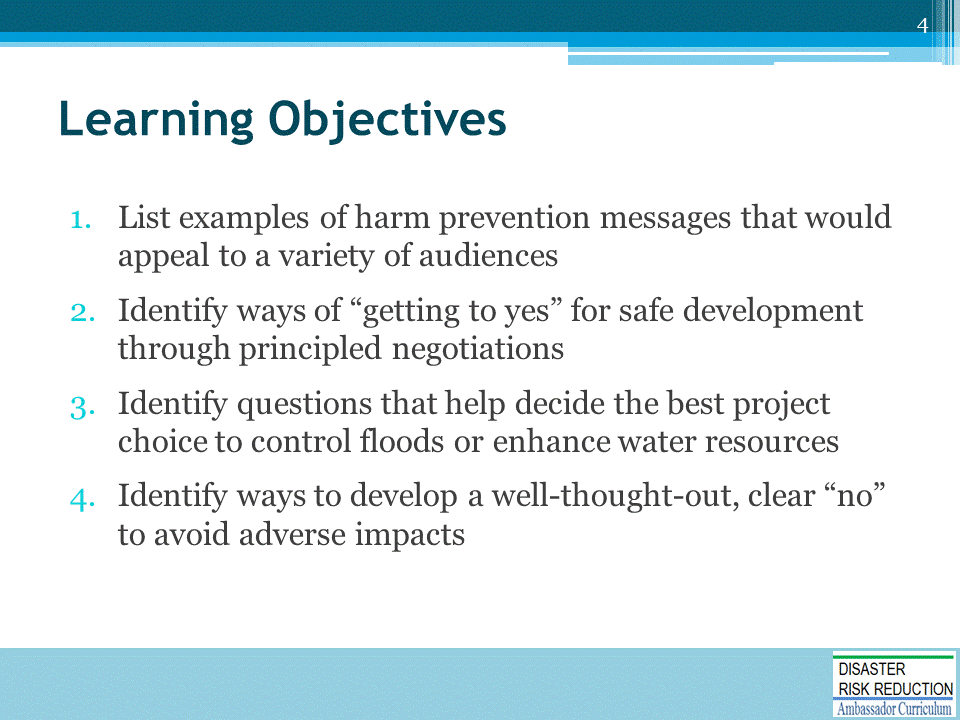 4
Learning Objectives
1. List examples of harm prevention messages that would
appeal to a variety of audiences
2. Identify ways of “getting to yes” for safe development
through principled negotiations
3. Identify questions that help decide the best project
choice to control floods or enhance water resources
4. Identify ways to develop a well-thought-out, clear “no”
to avoid adverse impacts
DISASTER
RISK REDUCTION
Ambassador Curriculum